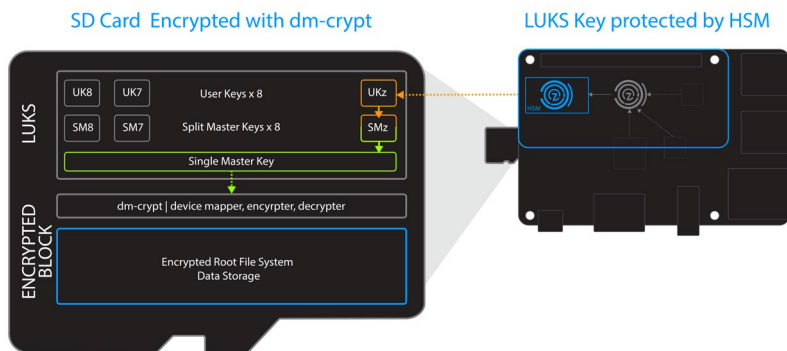 SD Card Encrypted with dm-crypt
LUKS Key protected by HSM
LUKS
UK8
UK7
User Keys x 8
UKz
SM8
SM7
Split Master Keys x 8
SMz
Single Master Key
dm-crypt | device mapper, encyrpter, decrypter
ENCRYPTED
BLOCK
Encrypted Root File System
Data Storage
HSM